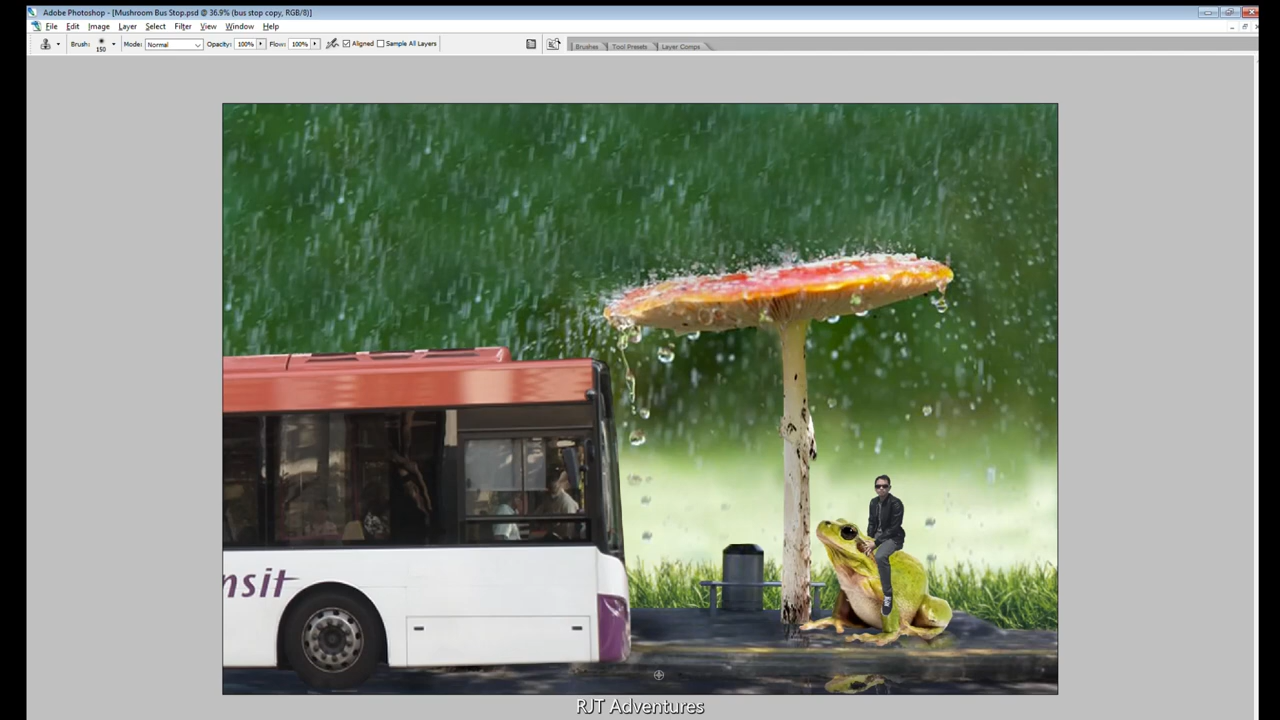 Adobe Photoshop - [Mushroom Bus Stop.psd @ 36.9% (bus stop copy, RGB/8)]
File Edit Image Layer Select Filter View Window Help
Brush: 150 Mode: Normal Opacity: 100% Flow: 100% Aligned Sample All Layers Brushes Tool Presets Layer Comps
nsit
RJT Adventures